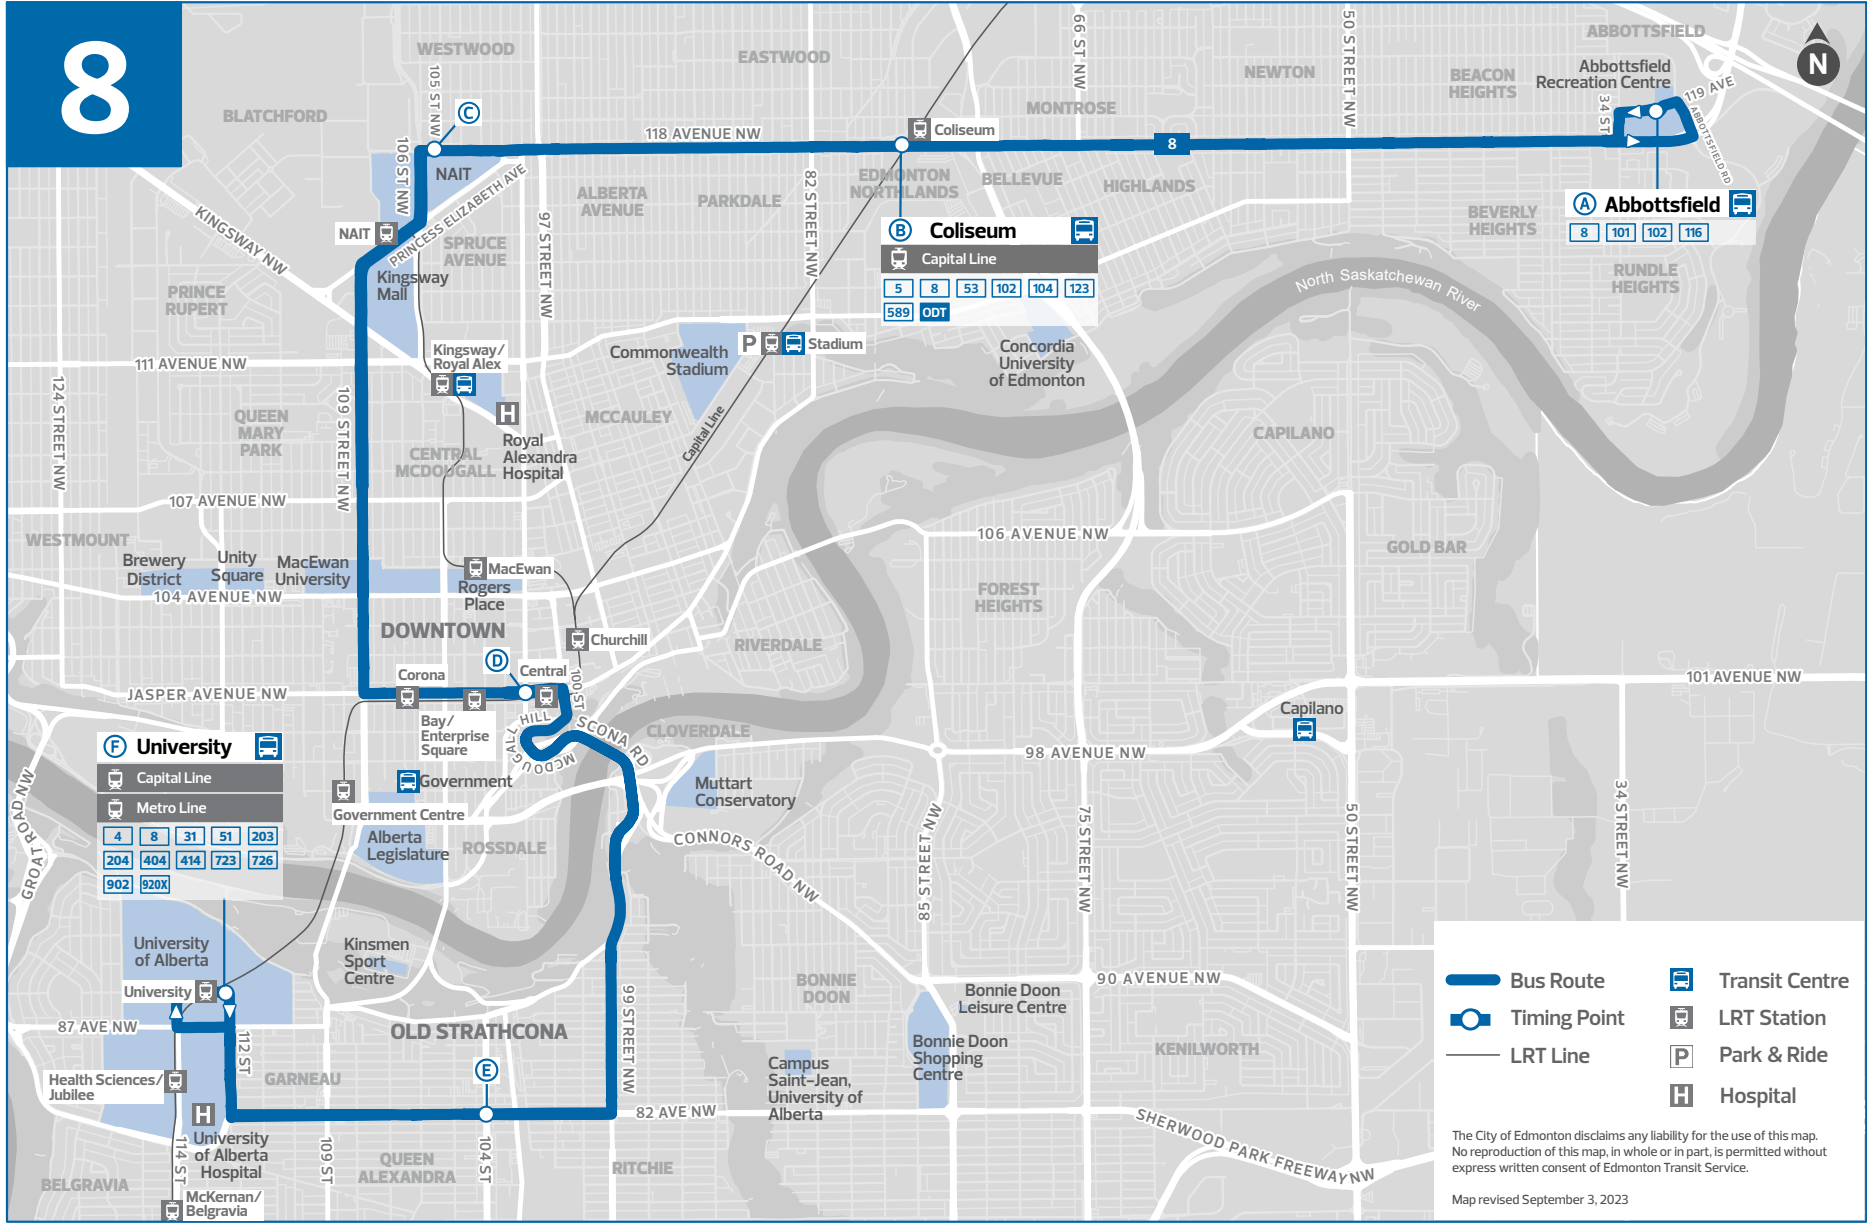 8
WESTWOOD
EASTWOOD
66 ST NW
50 STREET NW
ABBOTTSFIELD
N
BLATCHFORD
105 ST NW
C
118 AVENUE NW
Coliseum
MONTROSE
NEWTON
BEACON
HEIGHTS
Abbottsfield
Recreation Centre
119 AVE
34 ST
ABBOTTSFIELD RD
8
106 ST NW
NAIT
PRINCESS ELIZABETH AVE
ALBERTA
AVENUE
PARKDALE
82 STREET NW
EDMONTON
NORTHLANDS
BELLEVUE
HIGHLANDS
BEVERLY
HEIGHTS
A Abbottsfield
8 101 102 116
RUNDLE
HEIGHTS
KINGSWAY NW
NAIT
SPRUCE
AVENUE
97 STREET NW
Kingsway
Mall
PRINCE
RUPERT
B Coliseum
Capital Line
5 8 53 102 104 123
589 ODT
North Saskatchewan River
111 AVENUE NW
124 STREET NW
109 STREET NW
Kingsway/
Royal Alex
Commonwealth
Stadium
P
Stadium
Concordia
University
of Edmonton
QUEEN
MARY
PARK
H
Royal
Alexandra
Hospital
CENTRAL
MCDOUGALL
MCCAULEY
Capital Line
CAPILANO
107 AVENUE NW
WESTMOUNT
Brewery
District
Unity
Square
MacEwan
University
MacEwan
Rogers
Place
104 AVENUE NW
106 AVENUE NW
GOLD BAR
FOREST
HEIGHTS
DOWNTOWN
Churchill
RIVERDALE
D
Central
Corona
100 ST
JASPER AVENUE NW
101 AVENUE NW
Bay/
Enterprise
Square
MCDOUGALL HILL
SCONA RD
CLOVERDALE
Capilano
98 AVENUE NW
F University
Capital Line
Metro Line
4 8 31 51 203
204 404 414 723 726
902 920X
GROAT ROAD NW
Government
Government Centre
Alberta
Legislature
ROSSDALE
Muttart
Conservatory
CONNORS ROAD NW
85 STREET NW
75 STREET NW
50 STREET NW
34 STREET NW
University
of Alberta
Kinsmen
Sport
Centre
University
BONNIE
DOON
90 AVENUE NW
Bonnie Doon
Leisure Centre
87 AVE NW
112 ST
OLD STRATHCONA
99 STREET NW
Bonnie Doon
Shopping
Centre
KENILWORTH
E
Health Sciences/
Jubilee
GARNEAU
Campus
Saint-Jean,
University of
Alberta
H
University
of Alberta
Hospital
82 AVE NW
SHERWOOD PARK FREEWAY NW
114 ST
109 ST
104 ST
QUEEN
ALEXANDRA
RITCHIE
BELGRAVIA
McKernan/
Belgravia
Bus Route
Timing Point
LRT Line
Transit Centre
LRT Station
P Park & Ride
H Hospital
The City of Edmonton disclaims any liability for the use of this map.
No reproduction of this map, in whole or in part, is permitted without
express written consent of Edmonton Transit Service.
Map revised September 3, 2023